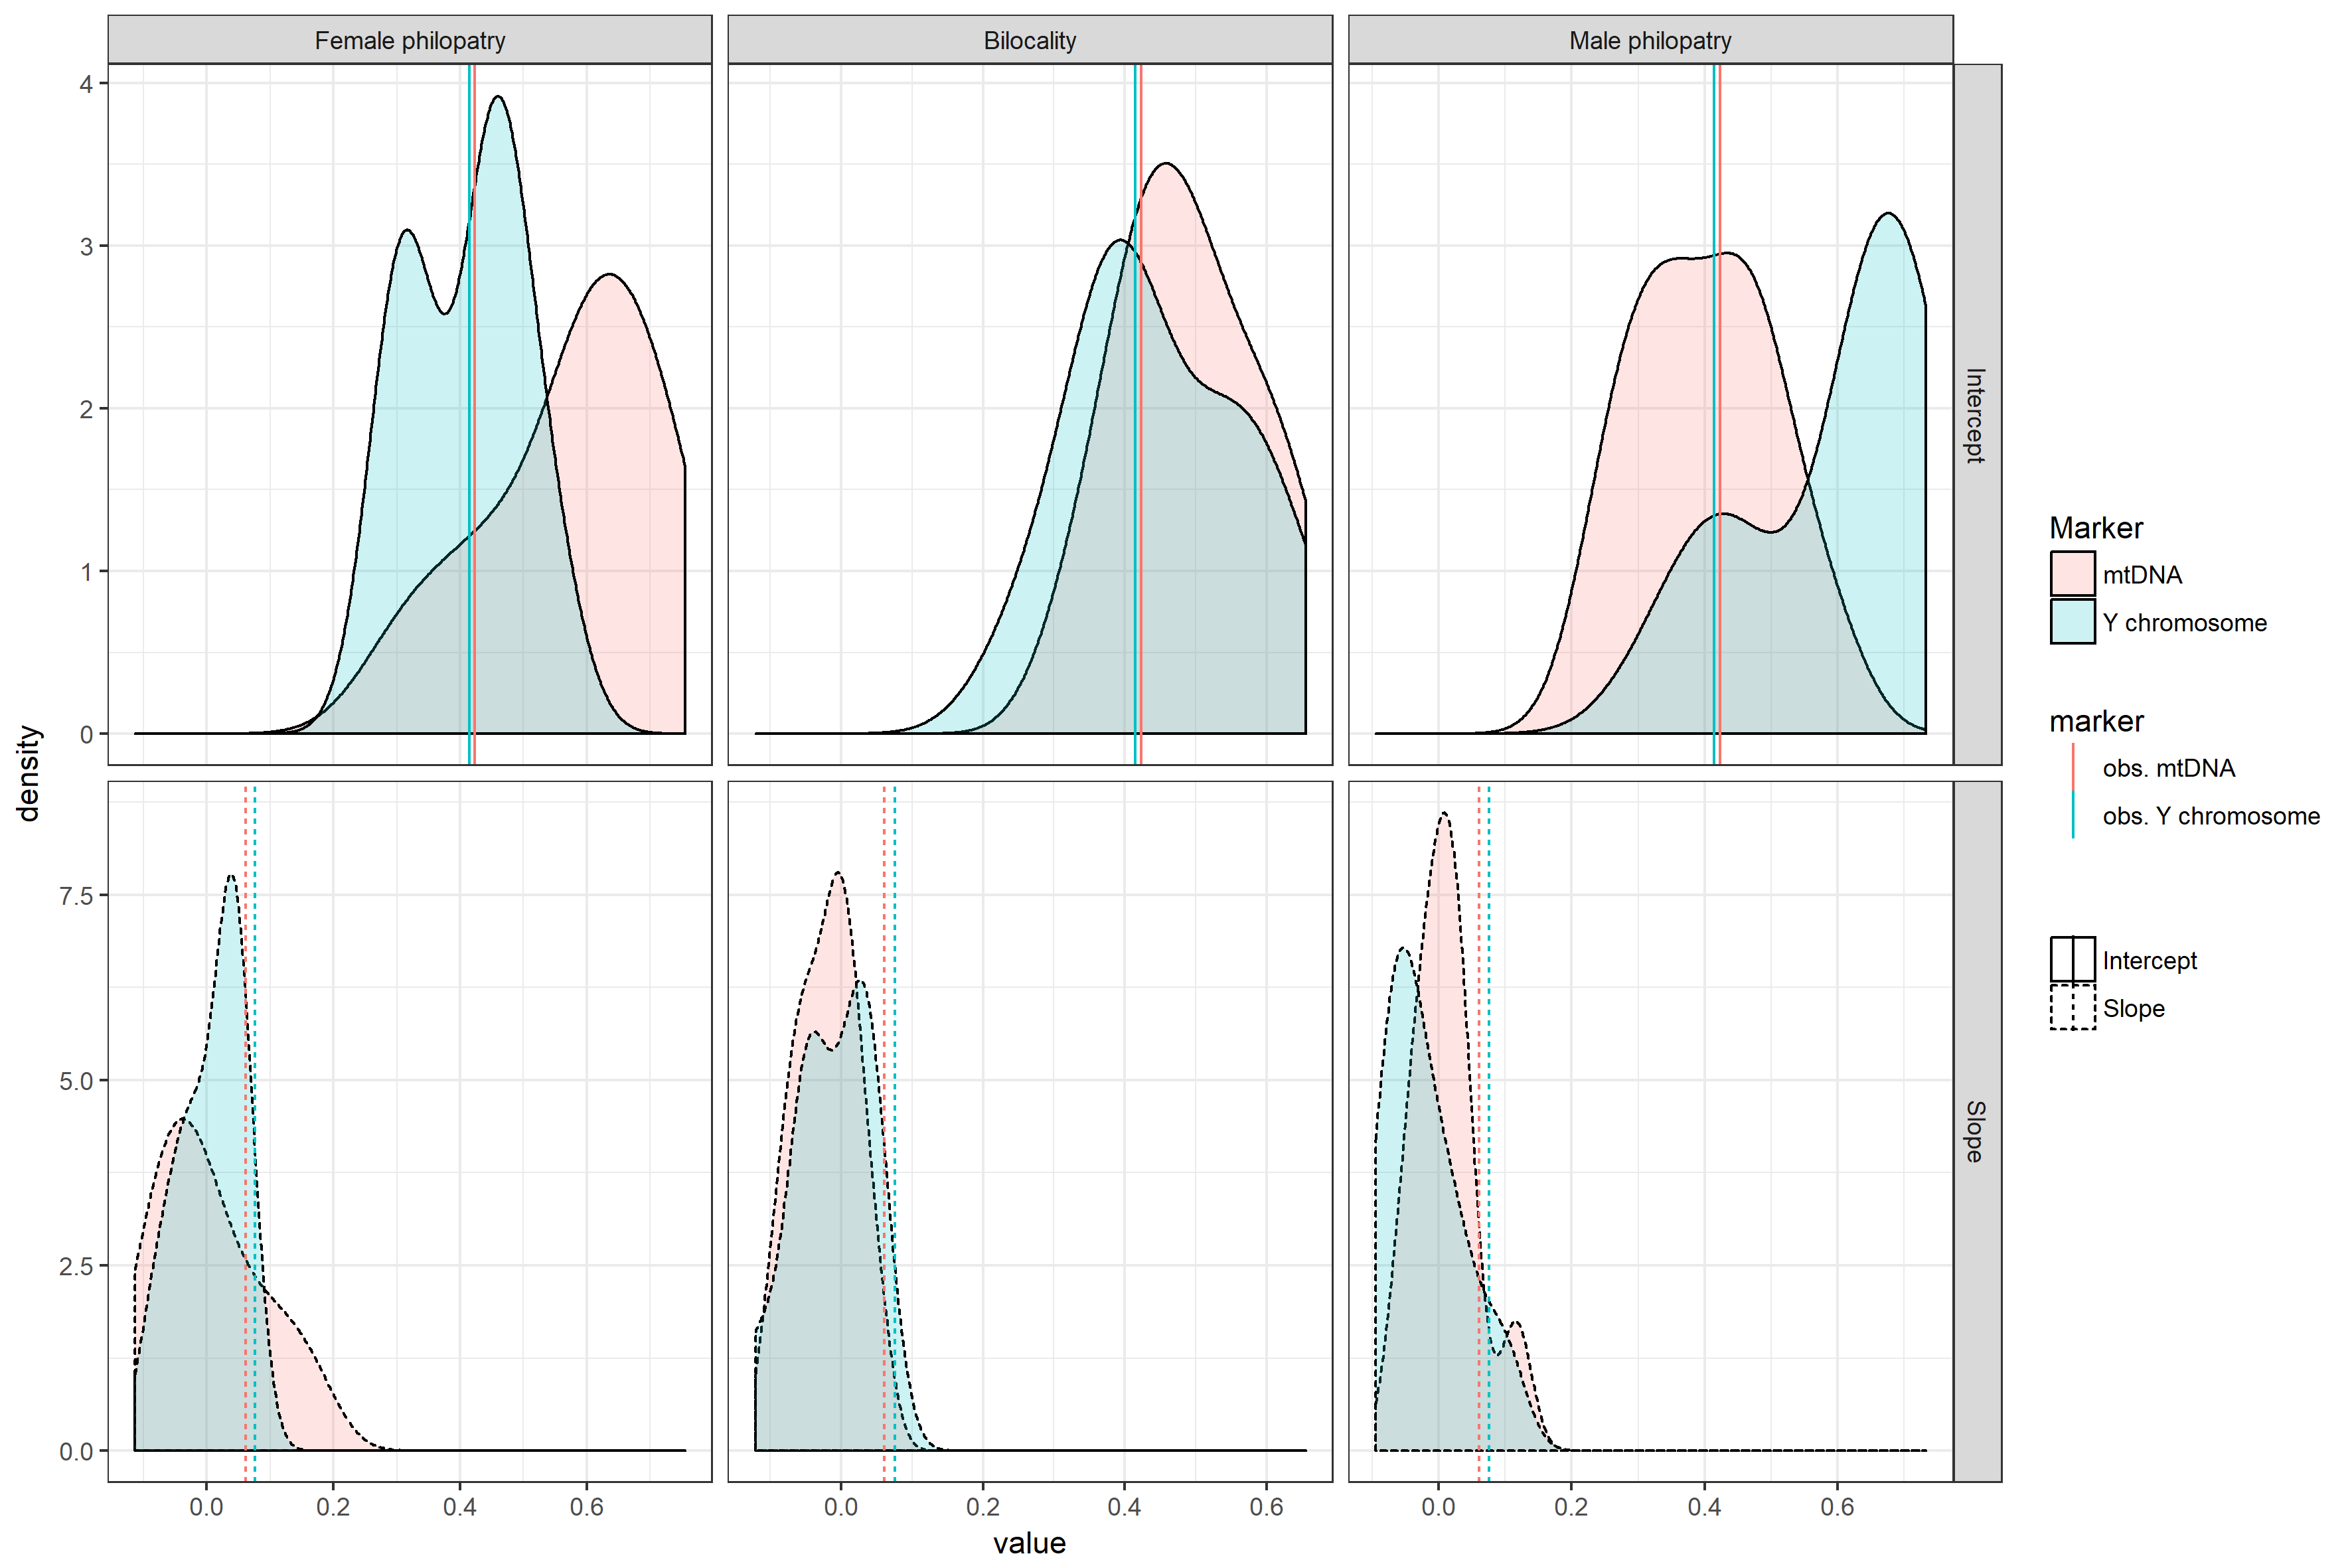 Female philopatry
Bilocality
Male philopatry
4
3
2
1
0
Intercept
density
7.5
5.0
2.5
0.0
Slope
0.0 0.2 0.4 0.6
0.0 0.2 0.4 0.6
0.0 0.2 0.4 0.6
value
Marker
mtDNA
Y chromosome
marker
obs. mtDNA
obs. Y chromosome
Intercept
Slope